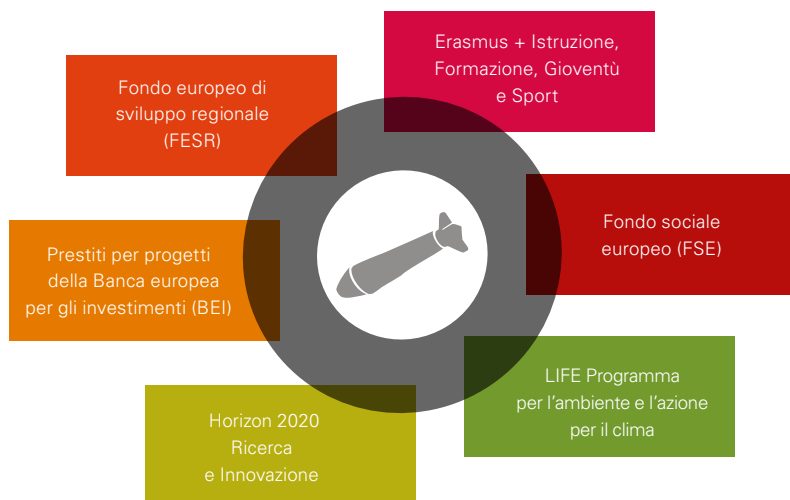 Erasmus + Istruzione,
Formazione, Gioventù
e Sport
Fondo europeo di
sviluppo regionale
(FESR)
Fondo sociale
europeo (FSE)
Prestiti per progetti
della Banca europea
per gli investimenti (BEI)
LIFE Programma
per l'ambiente e l'azione
per il clima
Horizon 2020
Ricerca
e Innovazione